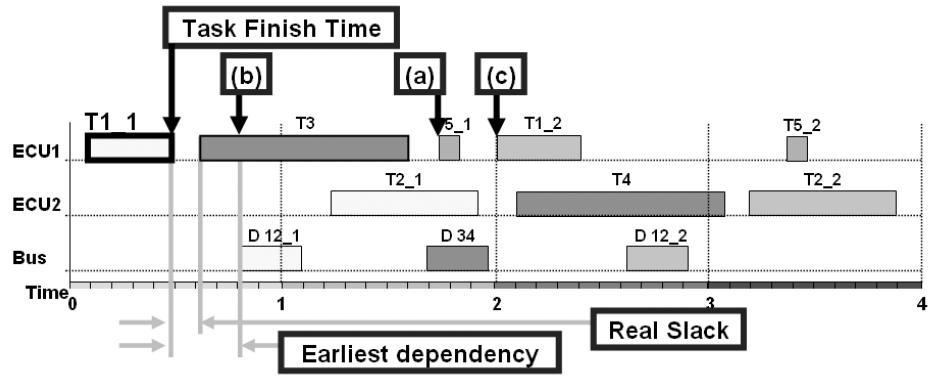 Task Finish Time
(b)
(a)
(c)
T1_1
T3
5_1
T1_2
T5_2
ECU1
T2_1
T4
T2_2
ECU2
D 12_1
D 34
D 12_2
Bus
Time
0
1
2
3
4
Real Slack
Earliest dependency